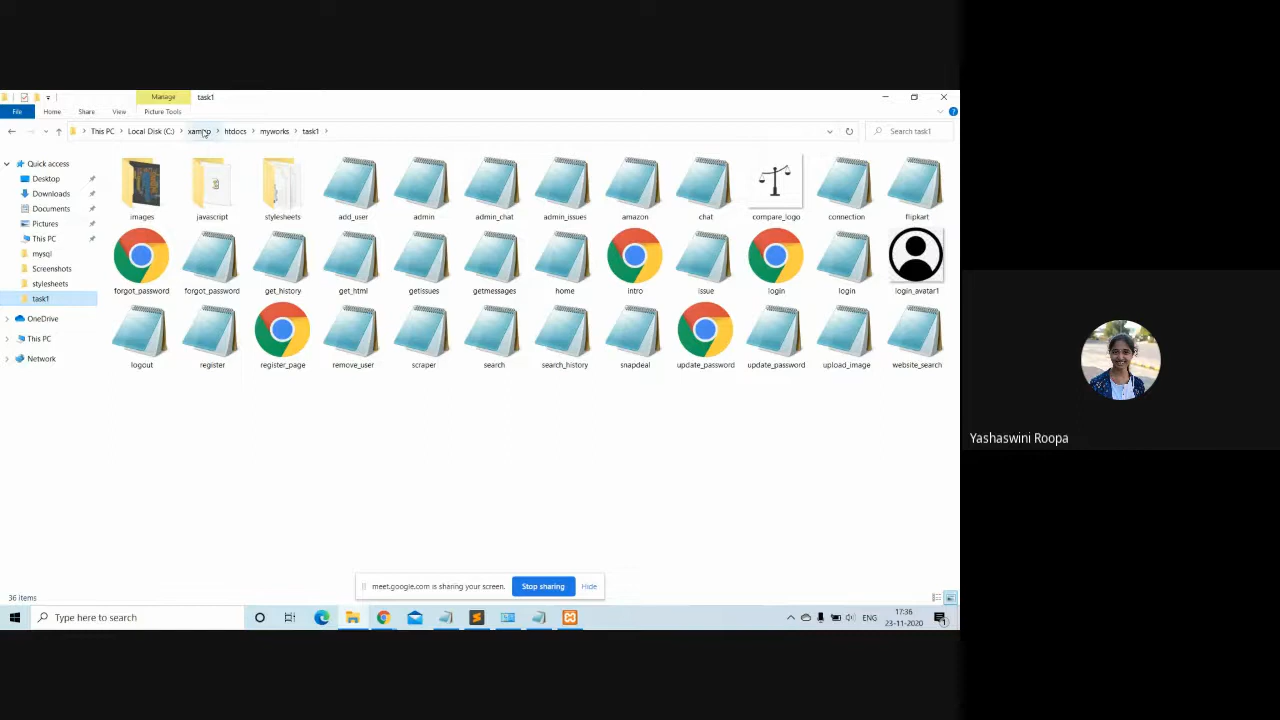 Manage
task1
File
Home
Share
View
Picture Tools
This PC
Local Disk (C:)
xampp
htdocs
myworks
task1
Search task1
Quick access
Desktop
Downloads
Documents
Pictures
This PC
mysql
Screenshots
stylesheets
task1
OneDrive
This PC
Network
images
javascript
stylesheets
add_user
admin
admin_chat
admin_issues
amazon
chat
compare_logo
connection
flipkart
forgot_password
forgot_password
get_history
get_html
getissues
getmessages
home
intro
issue
login
login
login_avatar1
logout
register
register_page
remove_user
scraper
search
search_history
snapdeal
update_password
update_password
upload_image
website_search
Yashaswini Roopa
meet.google.com is sharing your screen.
Stop sharing
Hide
36 items
Type here to search
ENG
17:36
23-11-2020
1